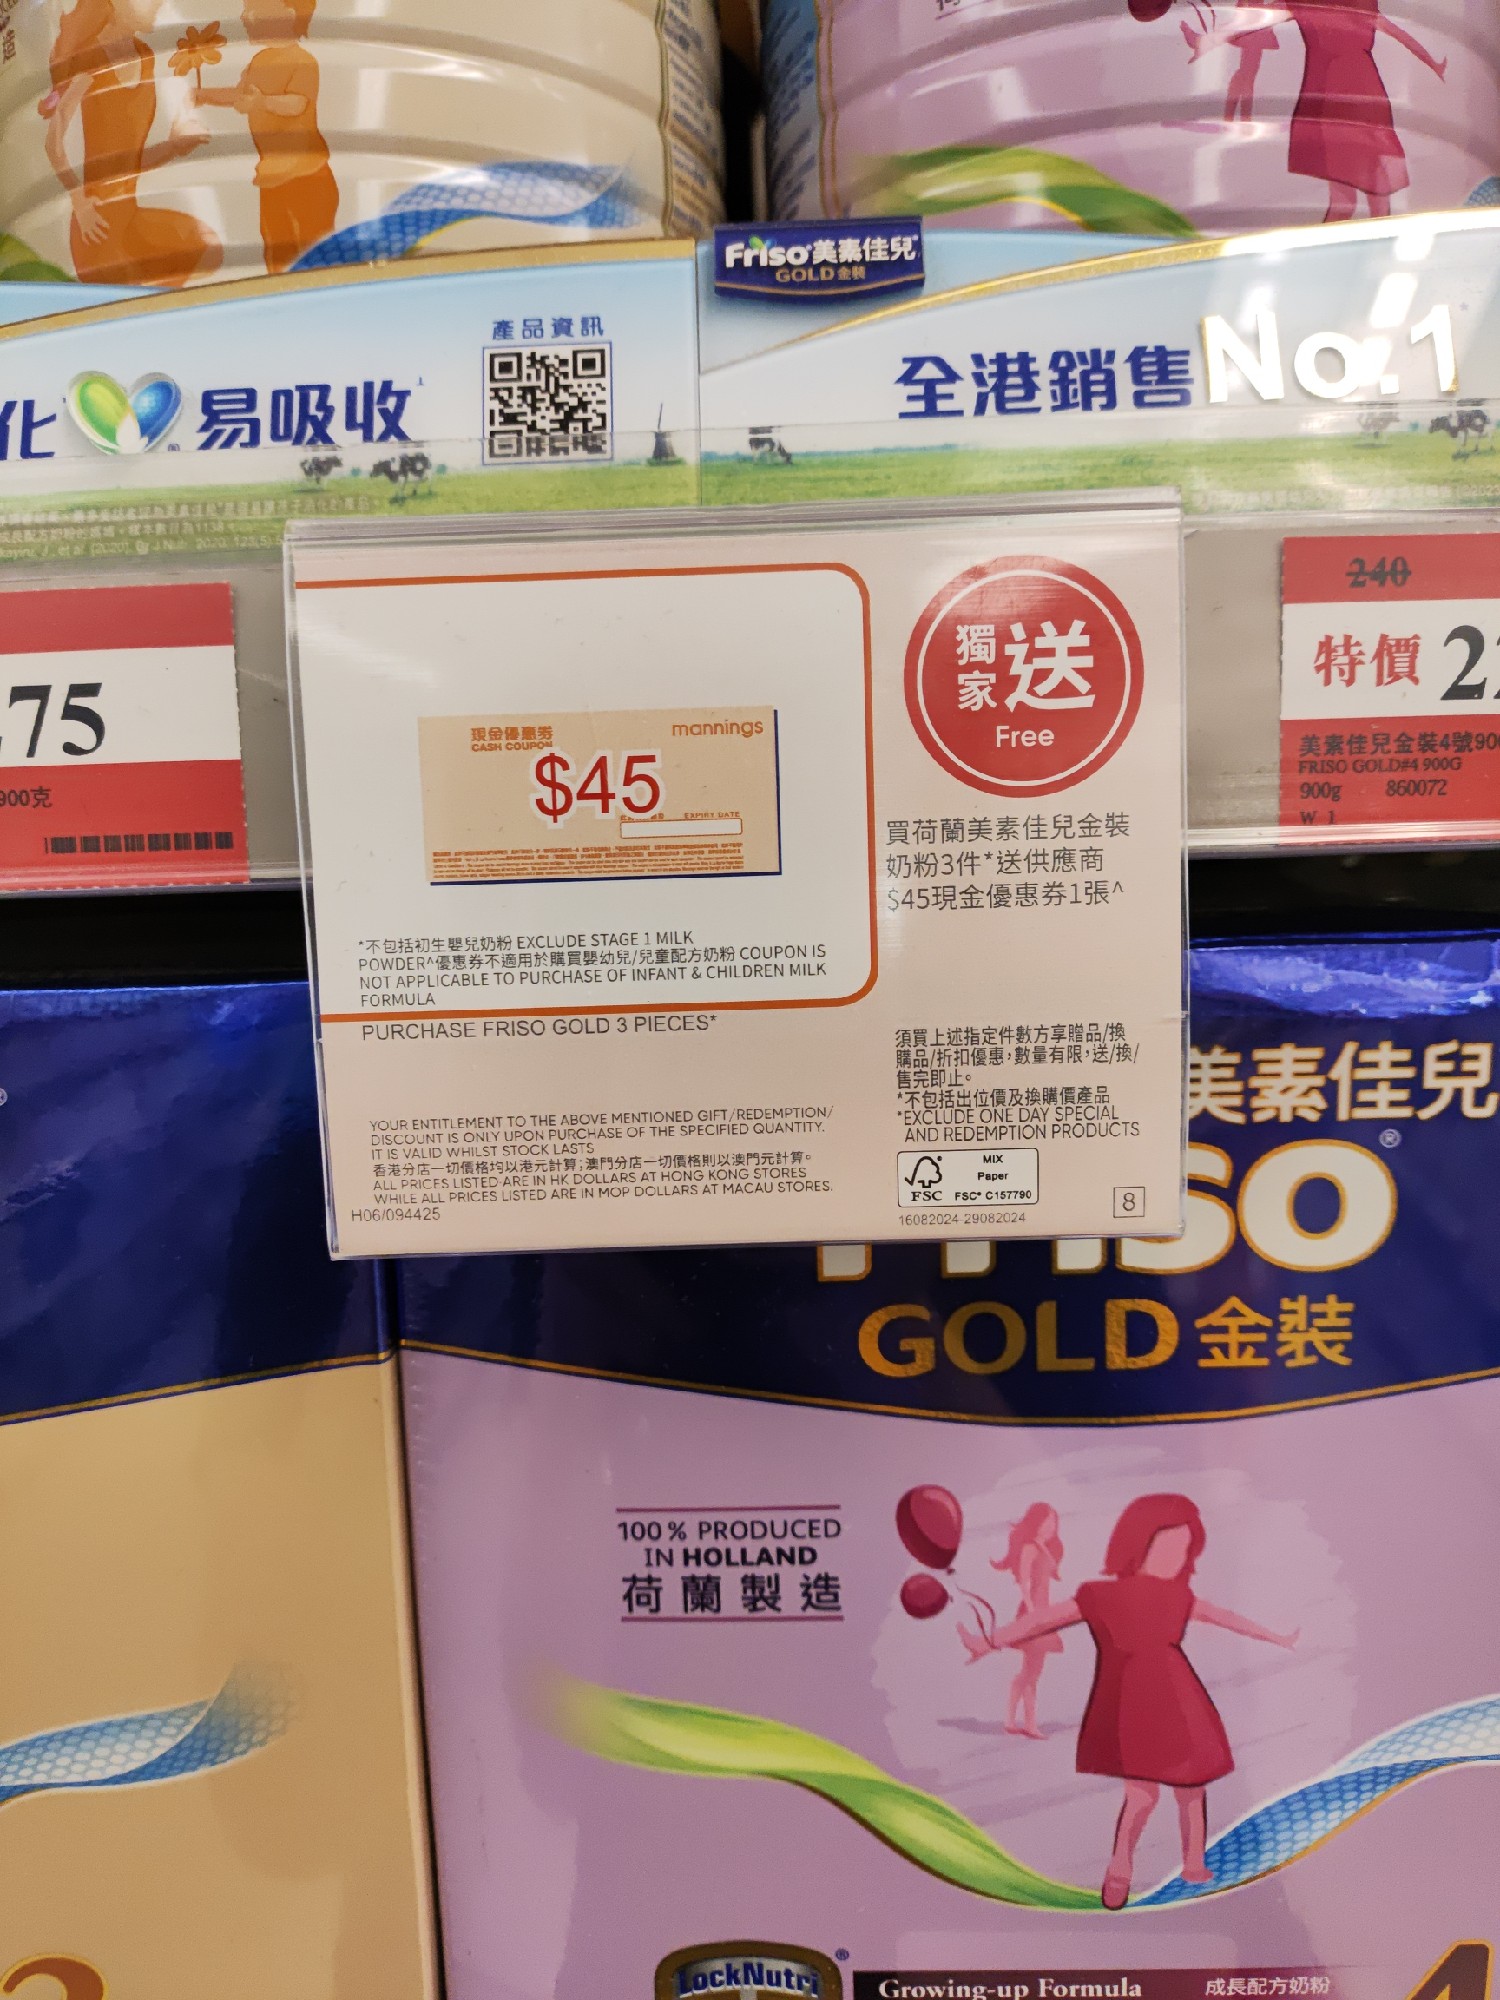 Friso美素佳兒
GOLD金裝
產品資訊
化 易吸收
全港銷售No.1
240
特價
75
900克
FRISO GOLD#4 900G
900g 860072
W 1
獨家送
Free
現金優惠券
CASH COUPON
mannings
$45
EXPIRY DATE
買荷蘭美素佳兒金裝
奶粉3件*送供應商
$45現金優惠券1張^
*不包括初生嬰兒奶粉 EXCLUDE STAGE 1 MILK
POWDER^優惠券不適用於購買嬰幼兒/兒童配方奶粉 COUPON IS
NOT APPLICABLE TO PURCHASE OF INFANT & CHILDREN MILK
FORMULA
PURCHASE FRISO GOLD 3 PIECES*
須買上述指定件數方享贈品/換
購品/折扣優惠,數量有限,送/換/
售完即止。
*不包括出位價及換購價產品
*EXCLUDE ONE DAY SPECIAL
AND REDEMPTION PRODUCTS
YOUR ENTITLEMENT TO THE ABOVE MENTIONED GIFT/REDEMPTION/
DISCOUNT IS ONLY UPON PURCHASE OF THE SPECIFIED QUANTITY.
IT IS VALID WHILST STOCK LASTS
香港分店一切價格均以港元計算;澳門分店一切價格則以澳門元計算。
ALL PRICES LISTED ARE IN HK DOLLARS AT HONG KONG STORES
WHILE ALL PRICES LISTED ARE IN MOP DOLLARS AT MACAU STORES.
H06/094425
FSC
MIX
Paper
FSC® C157790
16082024-29082024
8
美素佳兒
FRISO®
GOLD金裝
100% PRODUCED
IN HOLLAND
荷蘭製造
LockNutri®
Growing-up Formula 成長配方奶粉